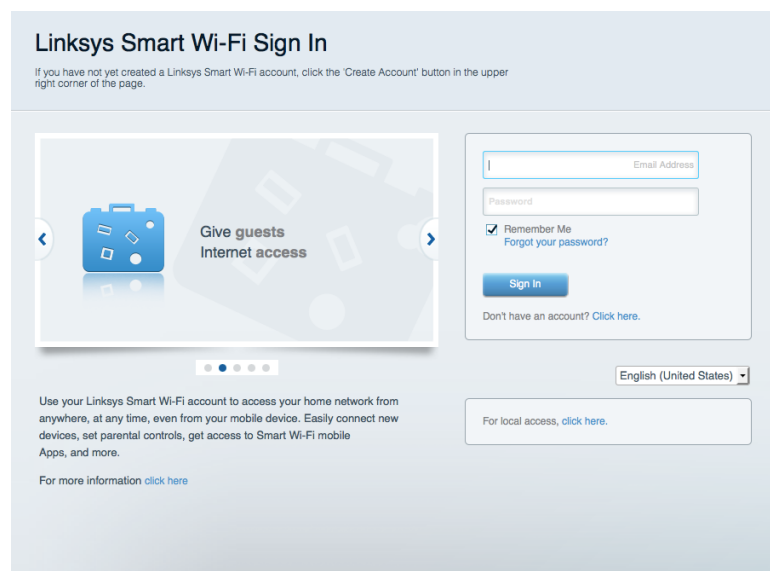 Linksys Smart Wi-Fi Sign In
If you have not yet created a Linksys Smart Wi-Fi account, click the 'Create Account' button in the upper
right corner of the page.
Give guests
Internet access
Email Address
Password
Remember Me
Forgot your password?
Sign In
Don't have an account? Click here.
English (United States)
Use your Linksys Smart Wi-Fi account to access your home network from
anywhere, at any time, even from your mobile device. Easily connect new
devices, set parental controls, get access to Smart Wi-Fi mobile
Apps, and more.
For more information click here
For local access, click here.